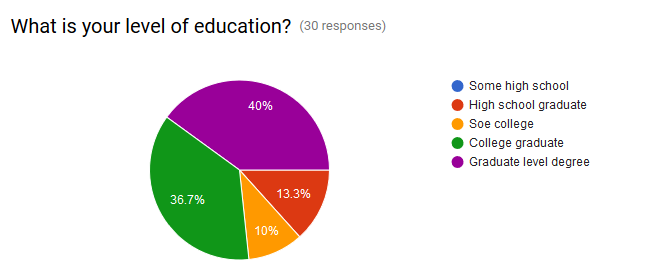 What is your level of education? (30 responses)
40%
36.7%
13.3%
10%
Some high school
High school graduate
Soe college
College graduate
Graduate level degree